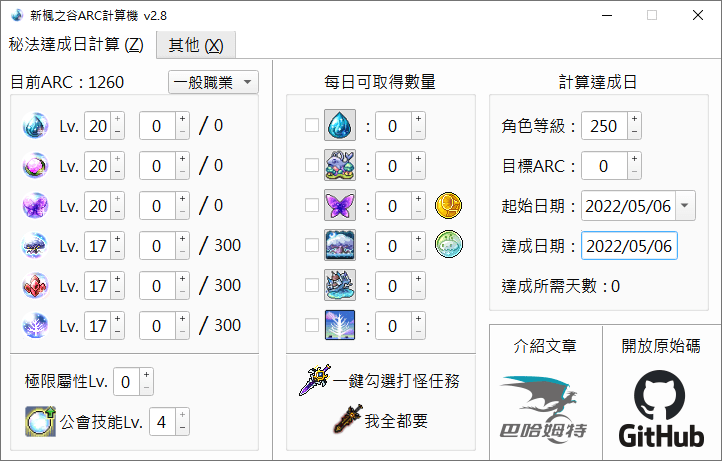 新楓之谷ARC計算機 v2.8
秘法達成日計算 (Z)
其他 (X)
目前ARC：1260
一般職業
Lv. 20 0 / 0
Lv. 20 0 / 0
Lv. 20 0 / 0
Lv. 17 0 / 300
Lv. 17 0 / 300
Lv. 17 0 / 300
極限屬性Lv. 0
公會技能Lv. 4
每日可取得數量
: 0
: 0
: 0
: 0
: 0
: 0
一鍵勾選打怪任務
我全都要
計算達成日
角色等級：250
目標ARC：0
起始日期：2022/05/06
達成日期：2022/05/06
達成所需天數：0
介紹文章
巴哈姆特
開放原始碼
GitHub